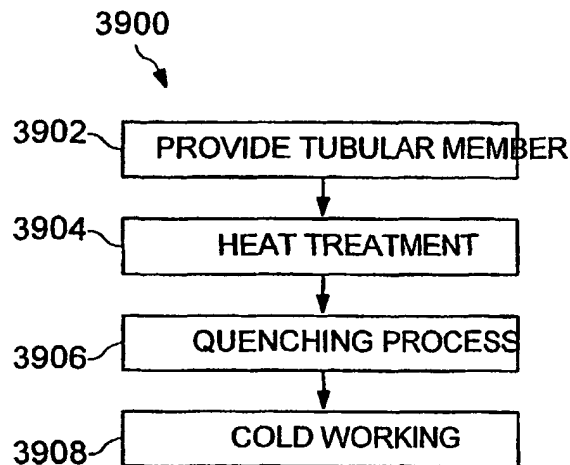 3900
3902
PROVIDE TUBULAR MEMBER
3904
HEAT TREATMENT
3906
QUENCHING PROCESS
3908
COLD WORKING